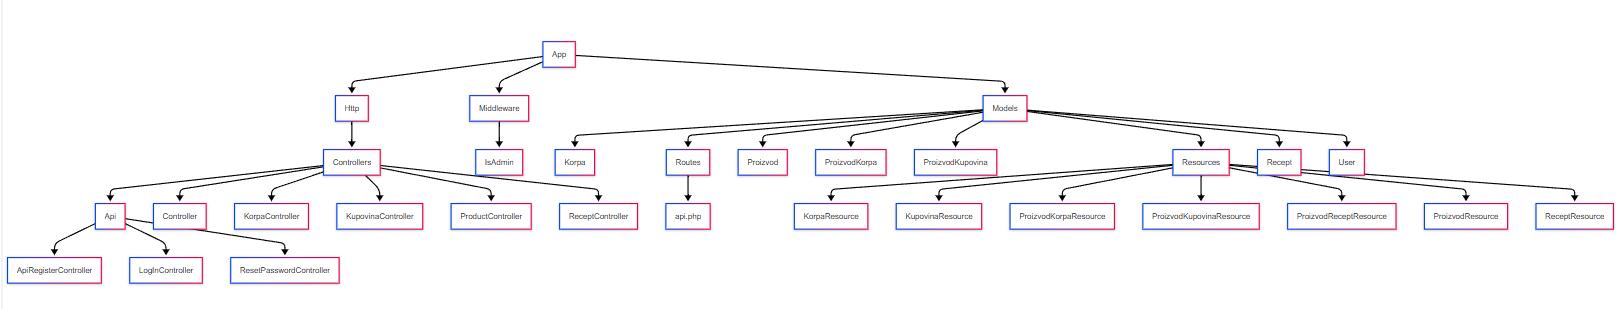 App
Http
Middleware
Models
Controllers
IsAdmin
Korpa
Routes
Proizvod
ProizvodKorpa
ProizvodKupovina
Resources
Recept
User
Api
Controller
KorpaController
KupovinaController
ProductController
ReceptController
api.php
KorpaResource
KupovinaResource
ProizvodKorpaResource
ProizvodKupovinaResource
ProizvodReceptResource
ProizvodResource
ReceptResource
ApiRegisterController
LogInController
ResetPasswordController